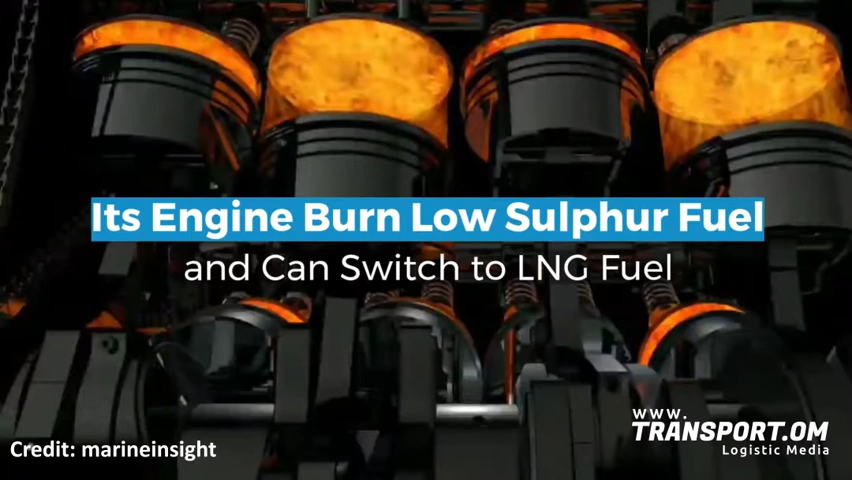 Its Engine Burn Low Sulphur Fuel
and Can Switch to LNG Fuel
www.
TRANSPORT.OM
Logistic Media
Credit: marineinsight